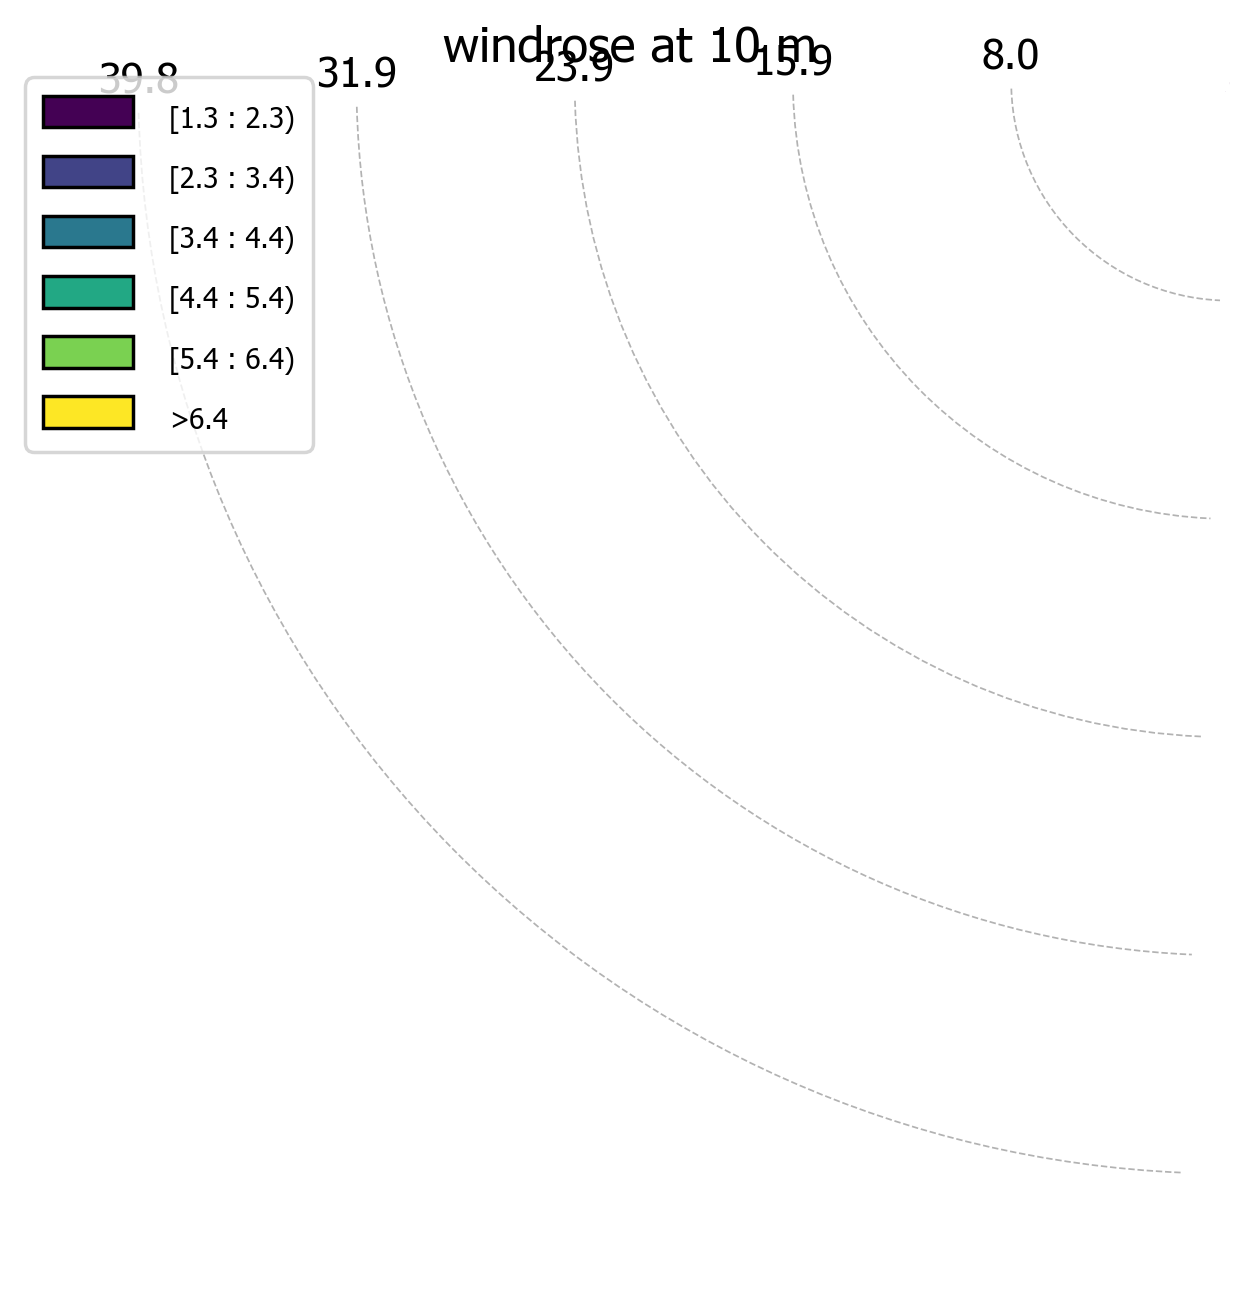 windrose at 10 m
39.8
31.9
23.9
15.9
8.0
[1.3 : 2.3)
[2.3 : 3.4)
[3.4 : 4.4)
[4.4 : 5.4)
[5.4 : 6.4)
>6.4